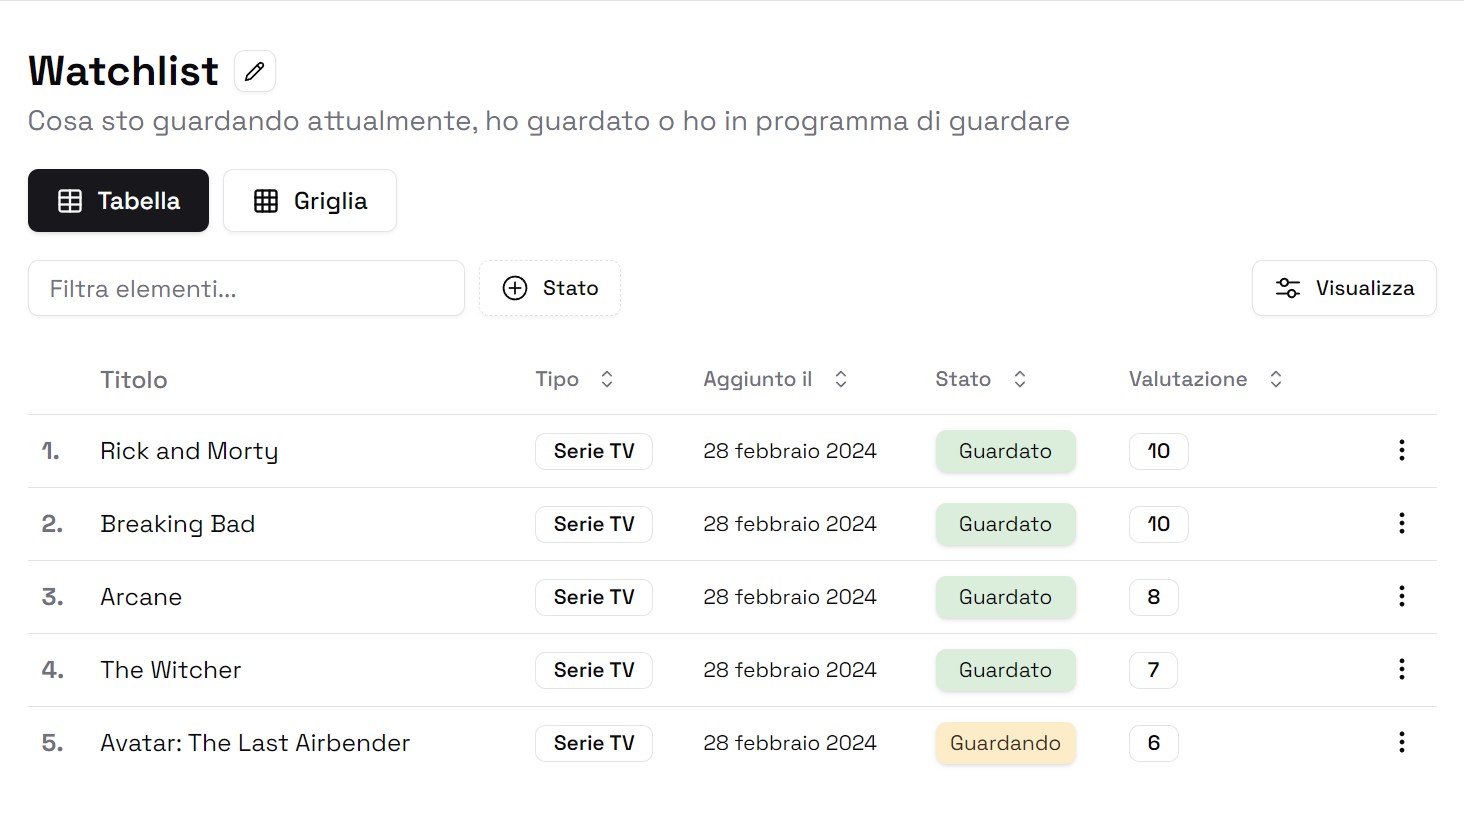 Watchlist
Cosa sto guardando attualmente, ho guardato o ho in programma di guardare
Tabella Griglia
Filtra elementi... Stato Visualizza
Titolo Tipo Aggiunto il Stato Valutazione
1. Rick and Morty Serie TV 28 febbraio 2024 Guardato 10
2. Breaking Bad Serie TV 28 febbraio 2024 Guardato 10
3. Arcane Serie TV 28 febbraio 2024 Guardato 8
4. The Witcher Serie TV 28 febbraio 2024 Guardato 7
5. Avatar: The Last Airbender Serie TV 28 febbraio 2024 Guardando 6